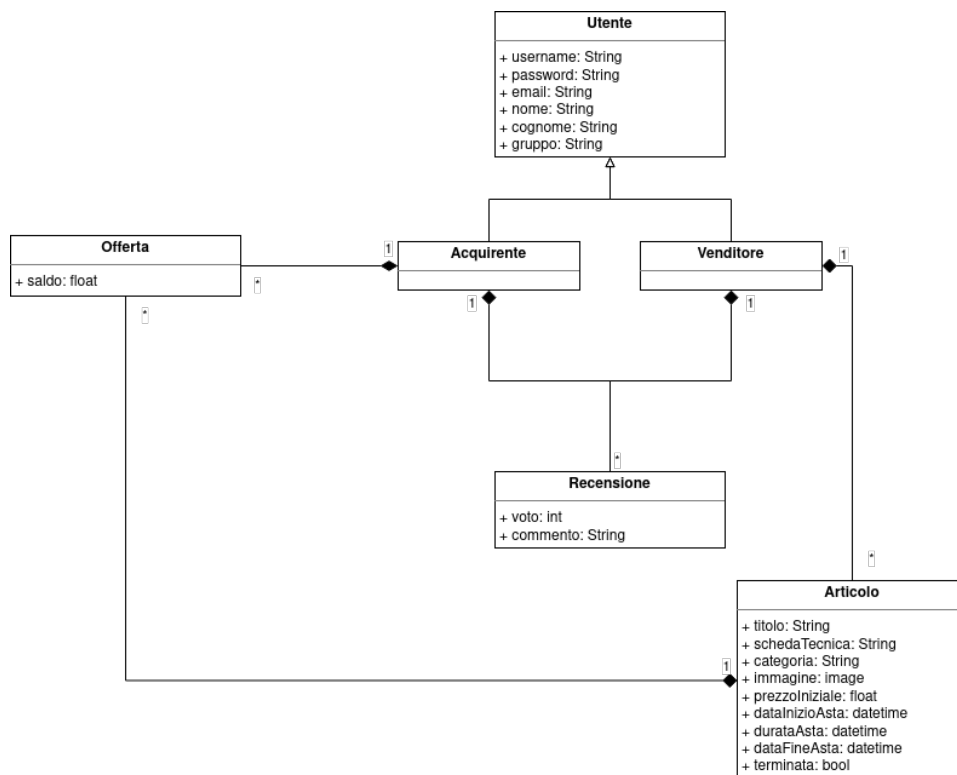 Utente
+ username: String
+ password: String
+ email: String
+ nome: String
+ cognome: String
+ gruppo: String
Offerta
+ saldo: float
1
*
*
Acquirente
1
Venditore
1
1
*
Recensione
+ voto: int
+ commento: String
*
Articolo
+ titolo: String
+ schedaTecnica: String
+ categoria: String
+ immagine: image
+ prezzoIniziale: float
+ dataInizioAsta: datetime
+ durataAsta: datetime
+ dataFineAsta: datetime
+ terminata: bool
1